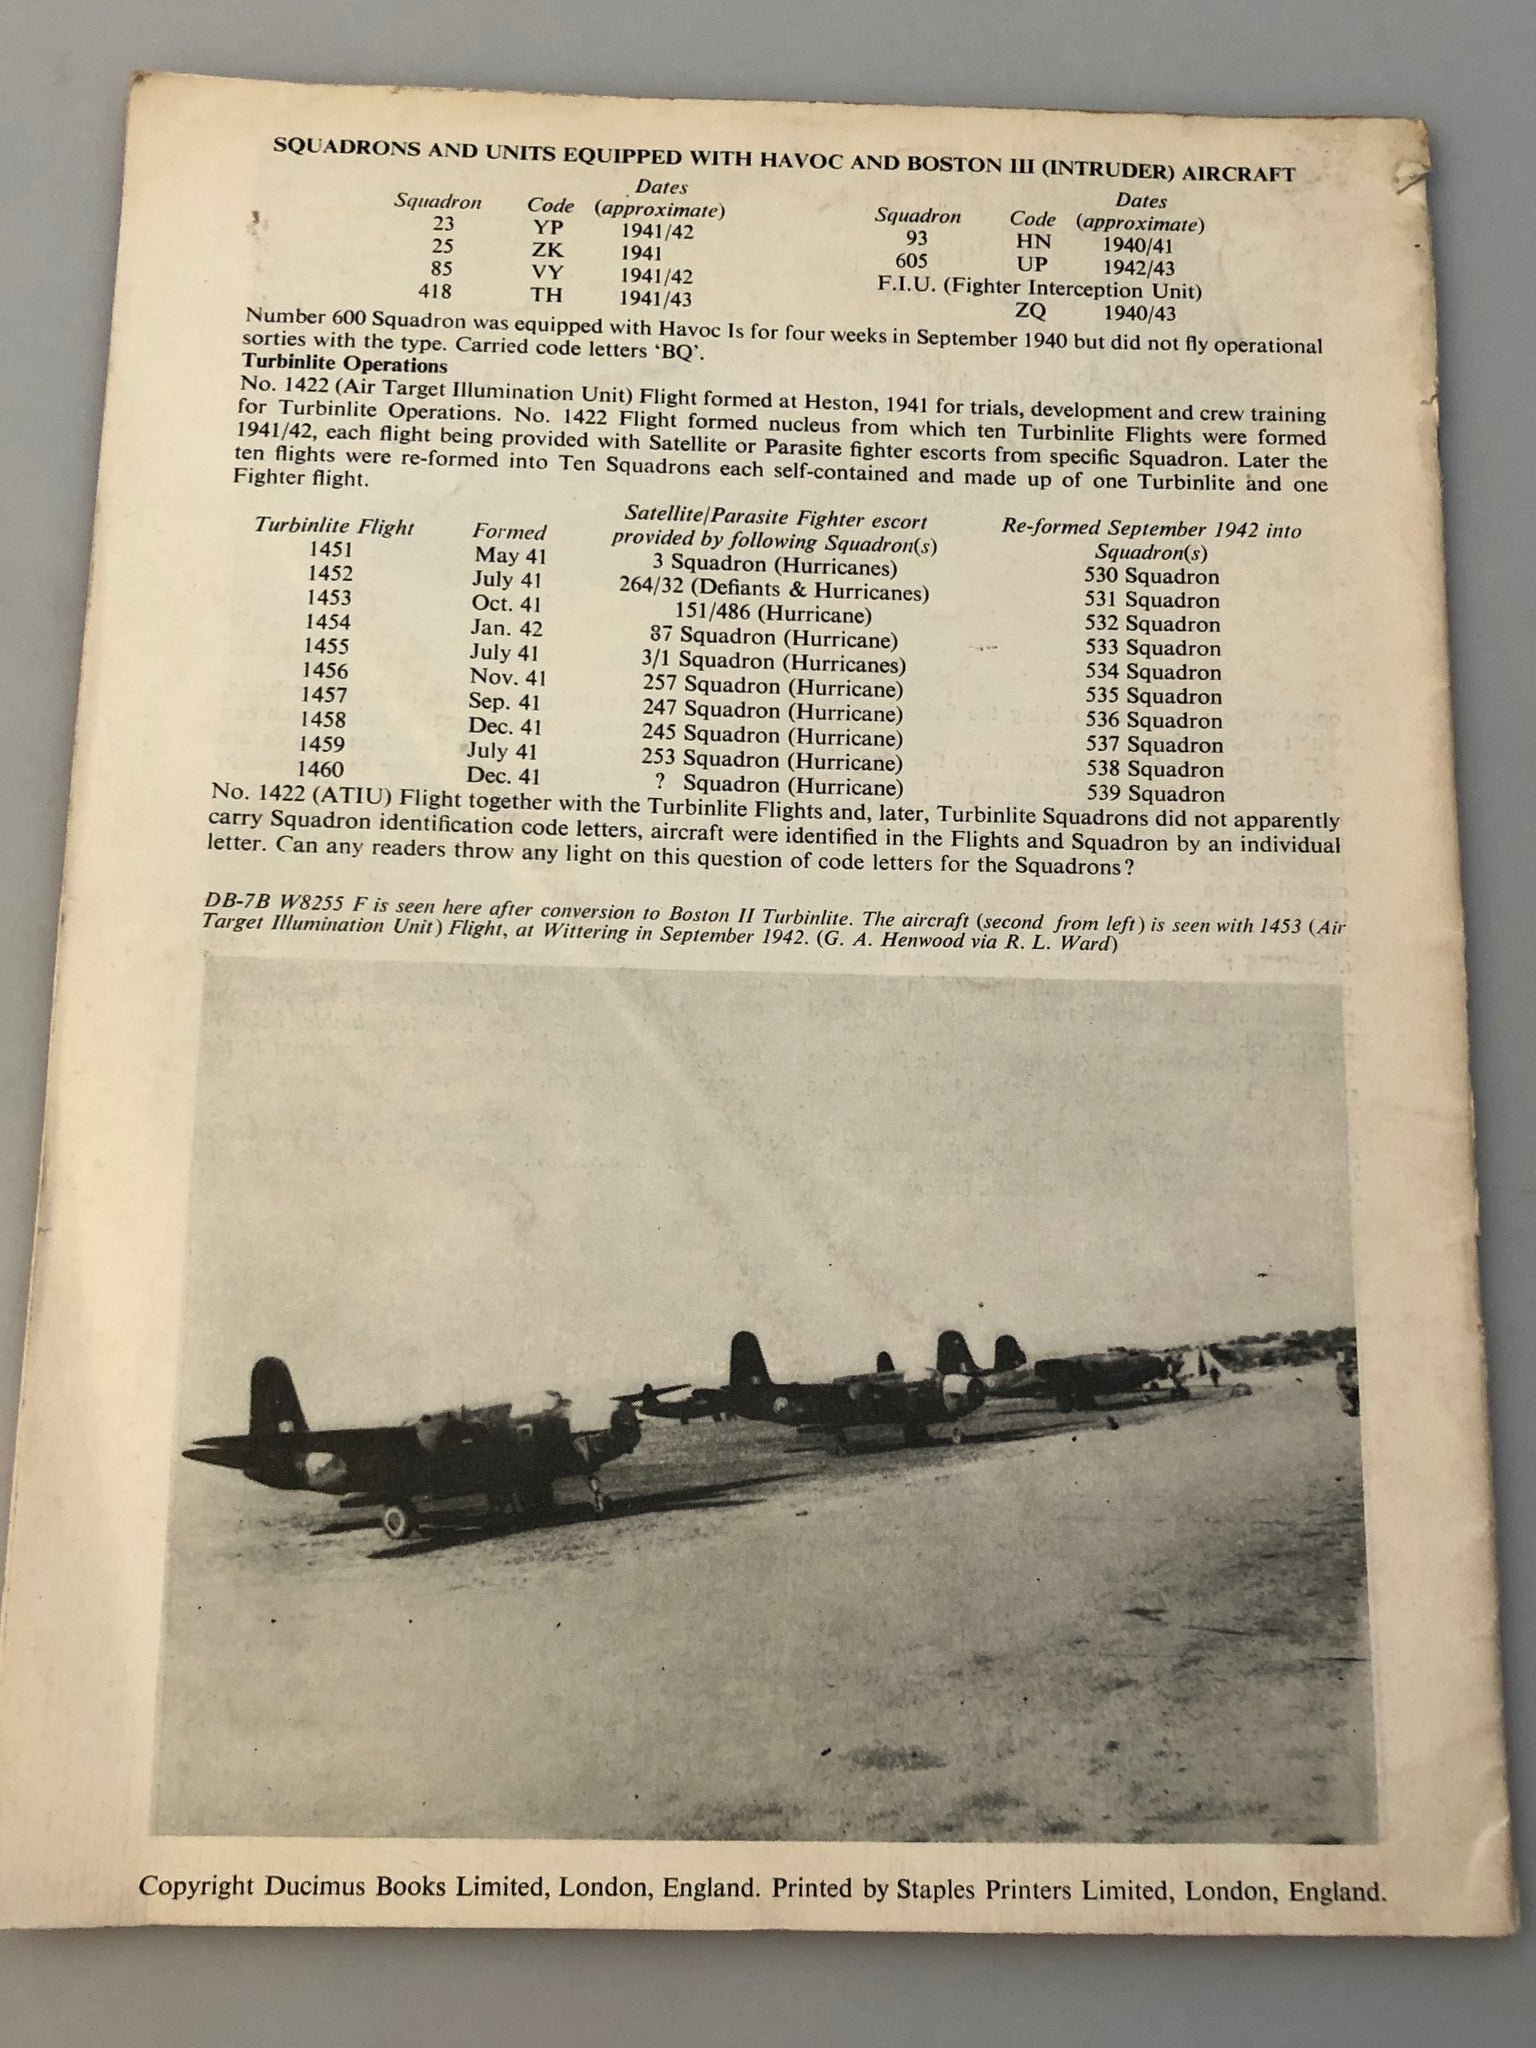 SQUADRONS AND UNITS EQUIPPED WITH HAVOC AND BOSTON III (INTRUDER) AIRCRAFT
Dates
Squadron Code (approximate)
23 YP 1941/42
25 ZK 1941
85 VY 1941/42
418 TH 1941/43
Dates
Squadron Code (approximate)
93 HN 1940/41
605 UP 1942/43
F.I.U. (Fighter Interception Unit)
ZQ 1940/43
Number 600 Squadron was equipped with Havoc Is for four weeks in September 1940 but did not fly operational
sorties with the type. Carried code letters ‘BQ’.
Turbinlite Operations
No. 1422 (Air Target Illumination Unit) Flight formed at Heston, 1941 for trials, development and crew training
for Turbinlite Operations. No. 1422 Flight formed nucleus from which ten Turbinlite Flights were formed
1941/42, each flight being provided with Satellite or Parasite fighter escorts from specific Squadron. Later the
ten flights were re-formed into Ten Squadrons each self-contained and made up of one Turbinlite and one
Fighter flight.
Satellite/Parasite Fighter escort
Turbinlite Flight Formed provided by following Squadron(s) Re-formed September 1942 into
Squadron(s)
1451 May 41 3 Squadron (Hurricanes) 530 Squadron
1452 July 41 264/32 (Defiants & Hurricanes) 531 Squadron
1453 Oct. 41 151/486 (Hurricane) 532 Squadron
1454 Jan. 42 87 Squadron (Hurricane) 533 Squadron
1455 July 41 3/1 Squadron (Hurricanes) 534 Squadron
1456 Nov. 41 257 Squadron (Hurricane) 535 Squadron
1457 Sep. 41 247 Squadron (Hurricane) 536 Squadron
1458 Dec. 41 245 Squadron (Hurricane) 537 Squadron
1459 July 41 253 Squadron (Hurricane) 538 Squadron
1460 Dec. 41 ? Squadron (Hurricane) 539 Squadron
No. 1422 (ATIU) Flight together with the Turbinlite Flights and, later, Turbinlite Squadrons did not apparently
carry Squadron identification code letters, aircraft were identified in the Flights and Squadron by an individual
letter. Can any readers throw any light on this question of code letters for the Squadrons?
DB-7B W8255 F is seen here after conversion to Boston II Turbinlite. The aircraft (second from left) is seen with 1453 (Air
Target Illumination Unit) Flight, at Wittering in September 1942. (G. A. Henwood via R. L. Ward)
Copyright Ducimus Books Limited, London, England. Printed by Staples Printers Limited, London, England.